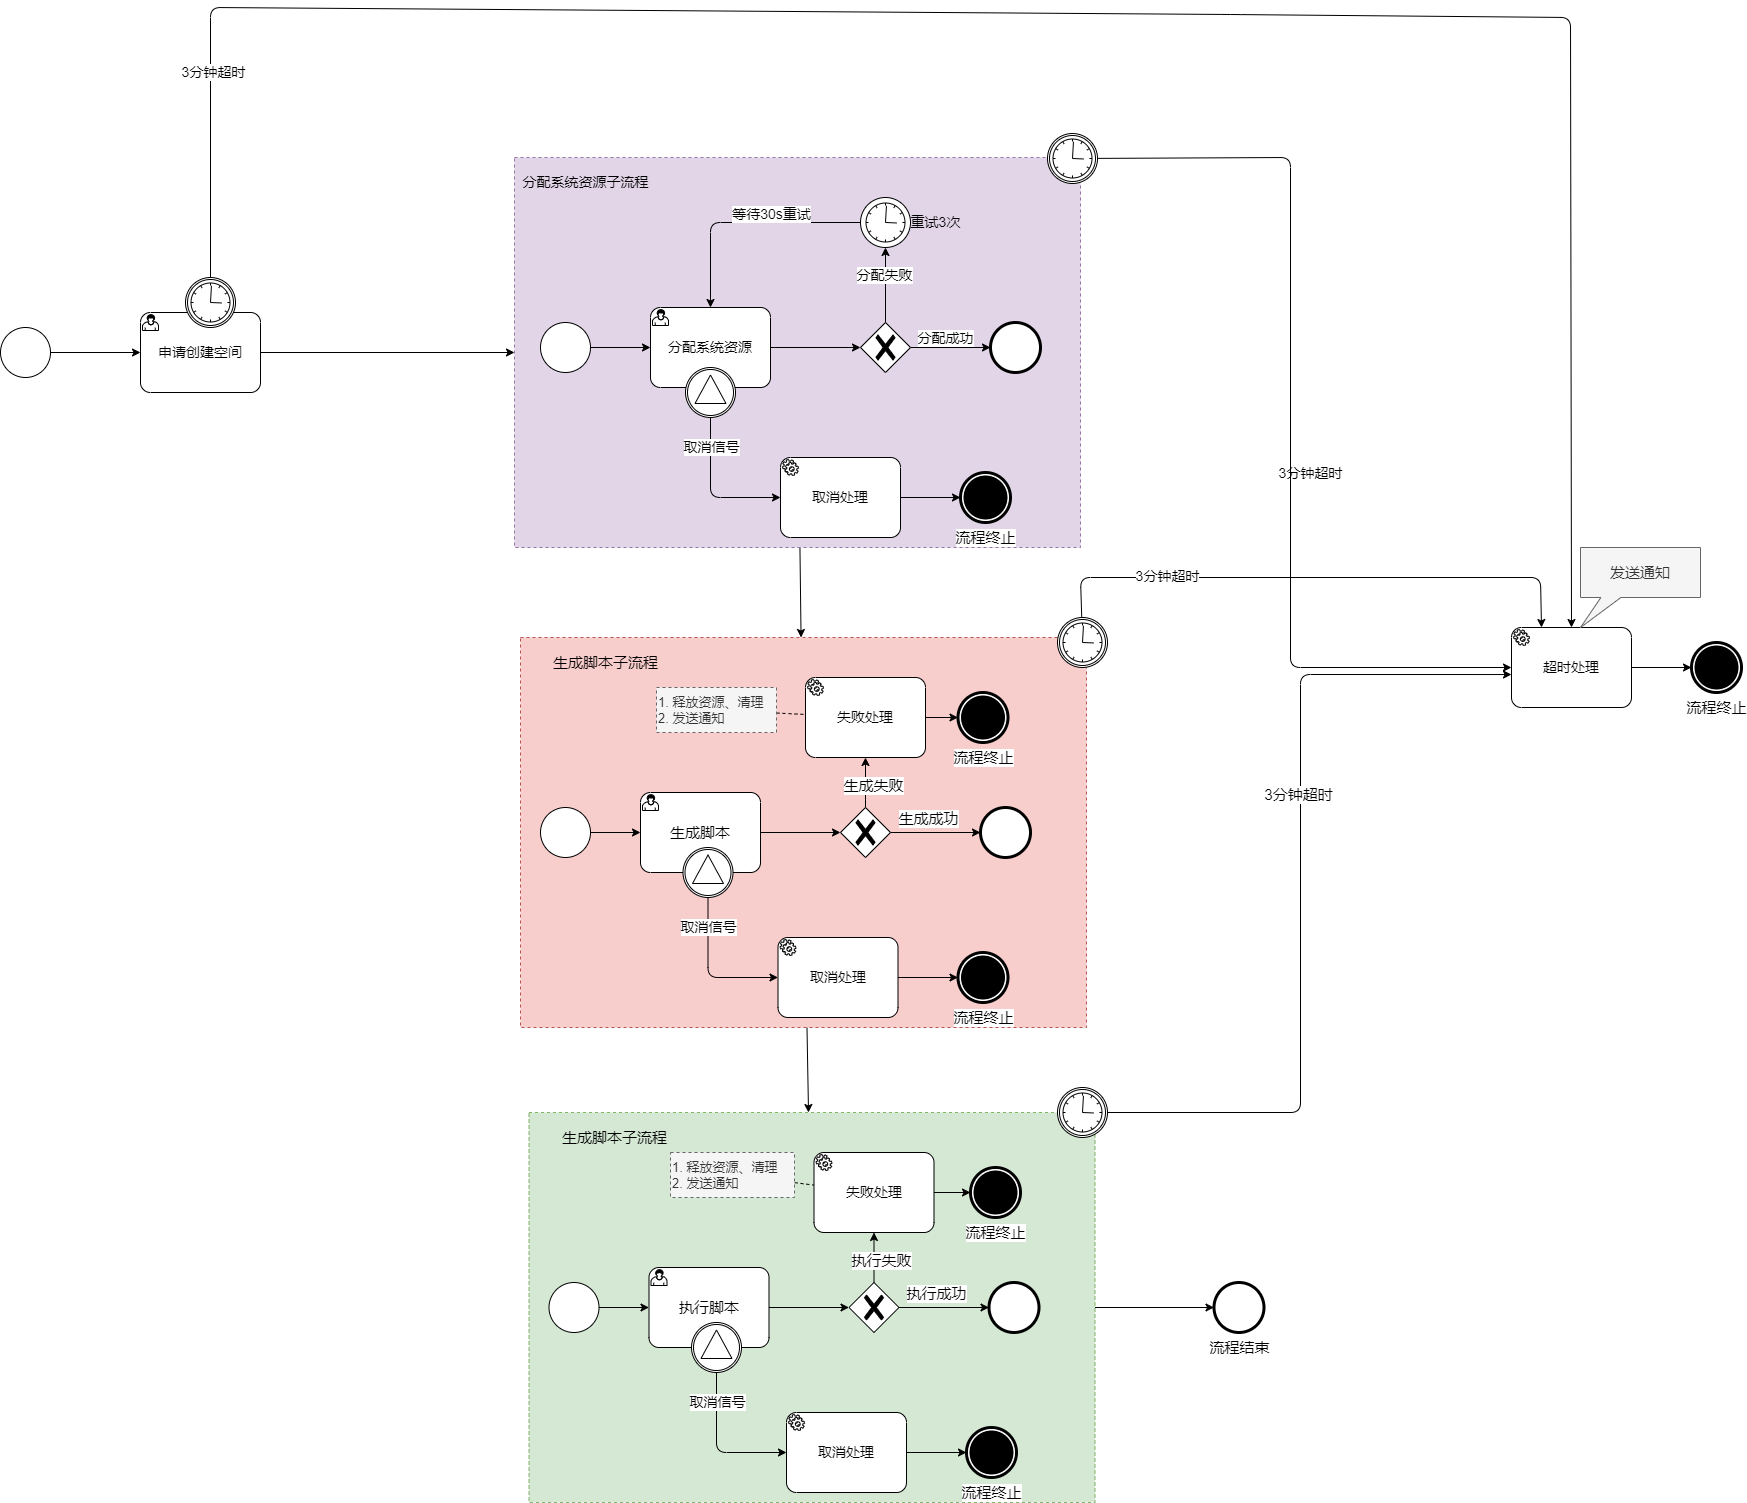 3分钟超时
申请创建空间
分配系统资源子流程
等待30s重试
重试3次
分配失败
分配系统资源
分配成功
取消信号
取消处理
流程终止
3分钟超时
3分钟超时
发送通知
超时处理
流程终止
生成脚本子流程
1. 释放资源、清理
2. 发送通知
失败处理
流程终止
生成失败
生成脚本
生成成功
取消信号
取消处理
流程终止
3分钟超时
生成脚本子流程
1. 释放资源、清理
2. 发送通知
失败处理
流程终止
执行失败
执行脚本
执行成功
取消信号
取消处理
流程终止
流程结束